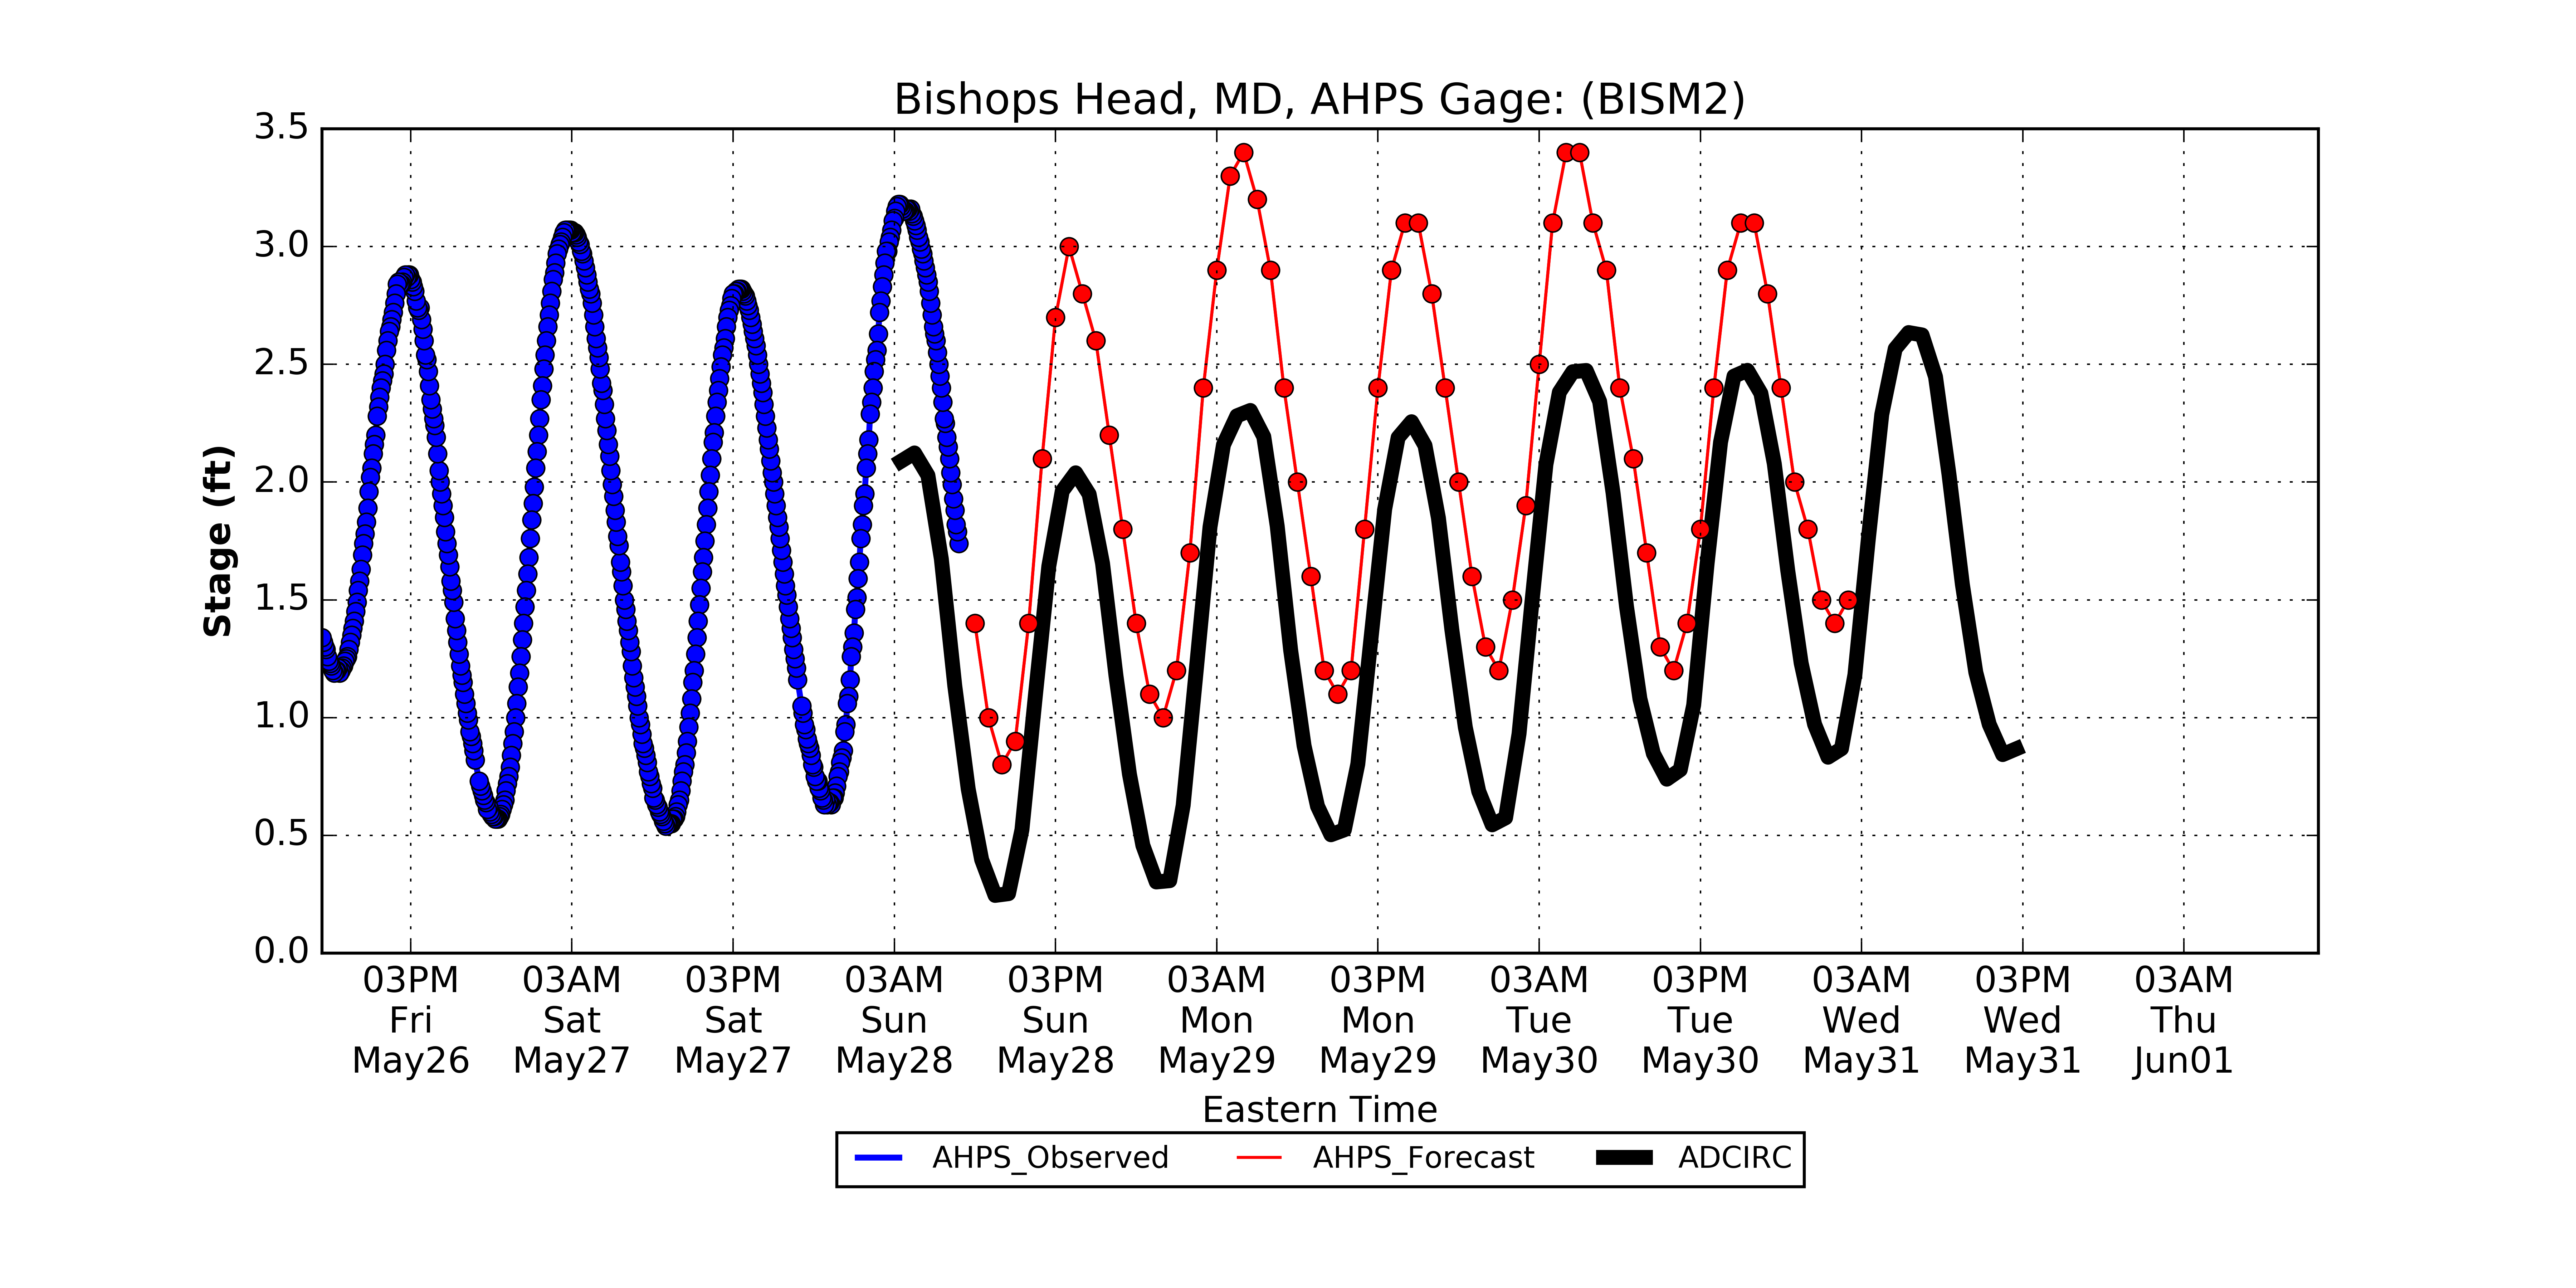 Bishops Head, MD, AHPS Gage: (BISM2)
3.5
3.0
2.5
2.0
1.5
1.0
0.5
0.0
Stage (ft)
03PM 03AM 03PM 03AM 03PM 03AM 03PM 03AM 03PM 03AM 03PM 03AM
Fri Sat Sat Sun Sun Mon Mon Tue Tue Wed Wed Thu
May26 May27 May27 May28 May28 May29 May29 May30 May30 May31 May31 Jun01
Eastern Time
AHPS_Observed AHPS_Forecast ADCIRC